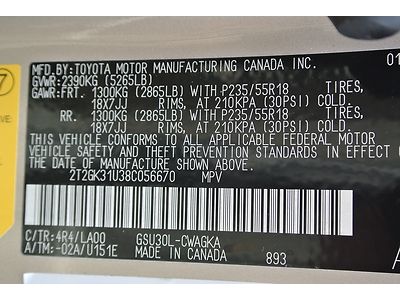 7
01
MFD. BY:TOYOTA MOTOR MANUFACTURING CANADA INC.
GVWR: 2390KG (5265LB)
GAWR:FRT. 1300KG (2865LB) WITH P235/55R18 TIRES,
18X7JJ RIMS, AT 210KPA (30PSI) COLD.
RR. 1300KG (2865LB) WITH P235/55R18 TIRES,
18X7JJ RIMS, AT 210KPA (30PSI) COLD.
THIS VEHICLE CONFORMS TO ALL APPLICABLE FEDERAL MOTOR
VEHICLE SAFETY AND THEFT PREVENTION STANDARDS IN EFFECT O
THE DATE OF MANUFACTURE SHOWN ABOVE.
2T2GK31U38C056670 MPV
C/TR: 4R4/LA00 GSU30L-CWAGKA
A/TM: -02A/U151E MADE IN CANADA 893
A